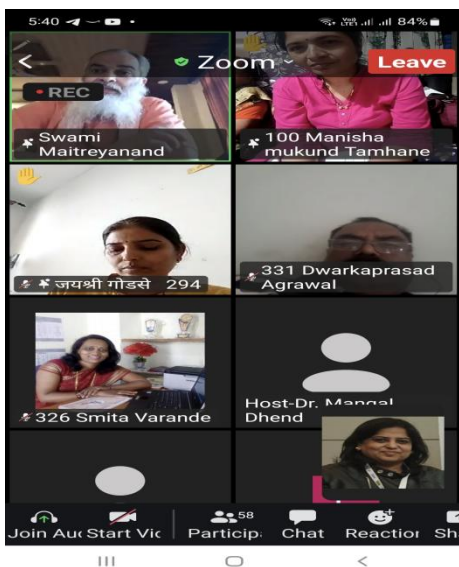 5:40
84%
Zoom
Leave
REC
Swami
Maitreyanand
100 Manisha
mukund Tamhane
जयश्री गोडसे 294
331 Dwarkaprasad
Agrawal
326 Smita Varande
Host-Dr. Mangal
Dhend
58
Join Au Start Vic Particip Chat Reaction Sh